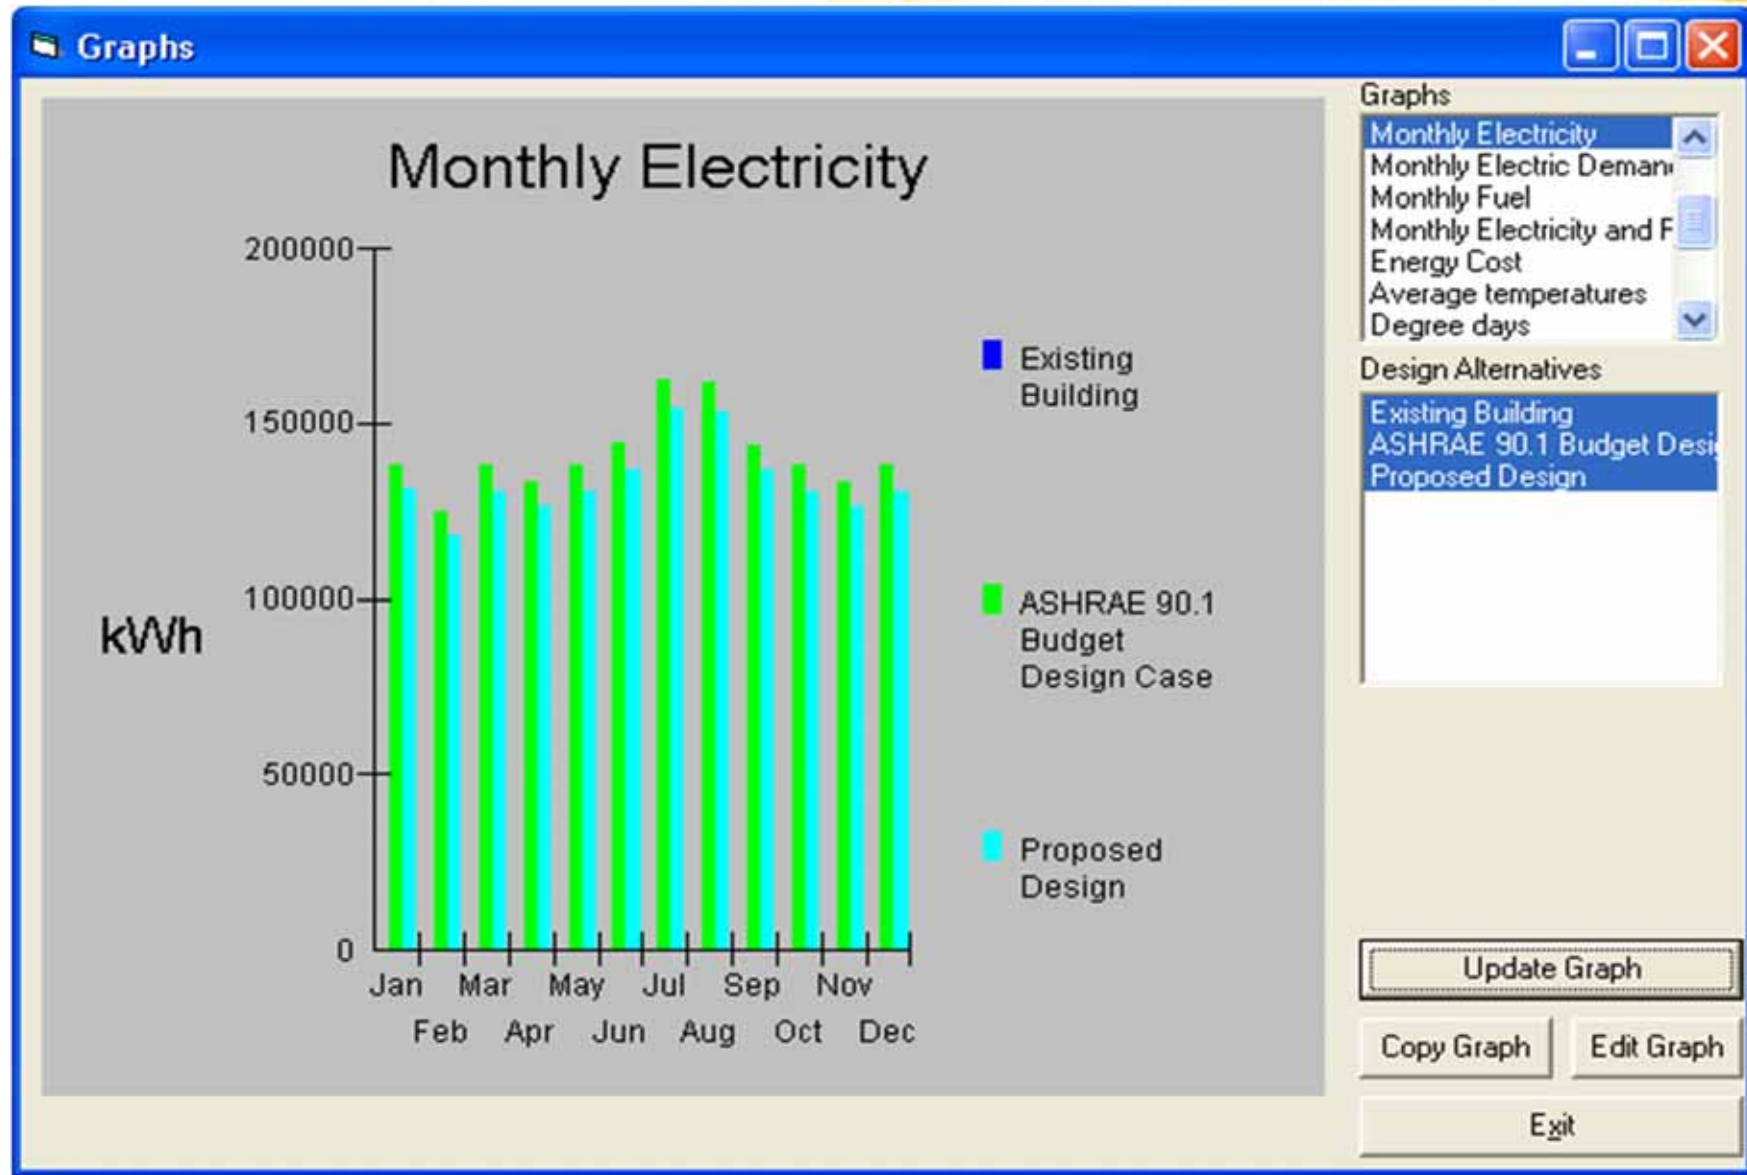 Graphs
Monthly Electricity
200000
150000
100000
50000
0
kWh
Jan
Feb
Mar
Apr
May
Jun
Jul
Aug
Sep
Oct
Nov
Dec
Existing
Building
ASHRAE 90.1
Budget
Design Case
Proposed
Design
Graphs
Monthly Electricity
Monthly Electric Deman
Monthly Fuel
Monthly Electricity and F
Energy Cost
Average temperatures
Degree days
Design Alternatives
Existing Building
ASHRAE 90.1 Budget Desi
Proposed Design
Update Graph
Copy Graph
Edit Graph
Exit